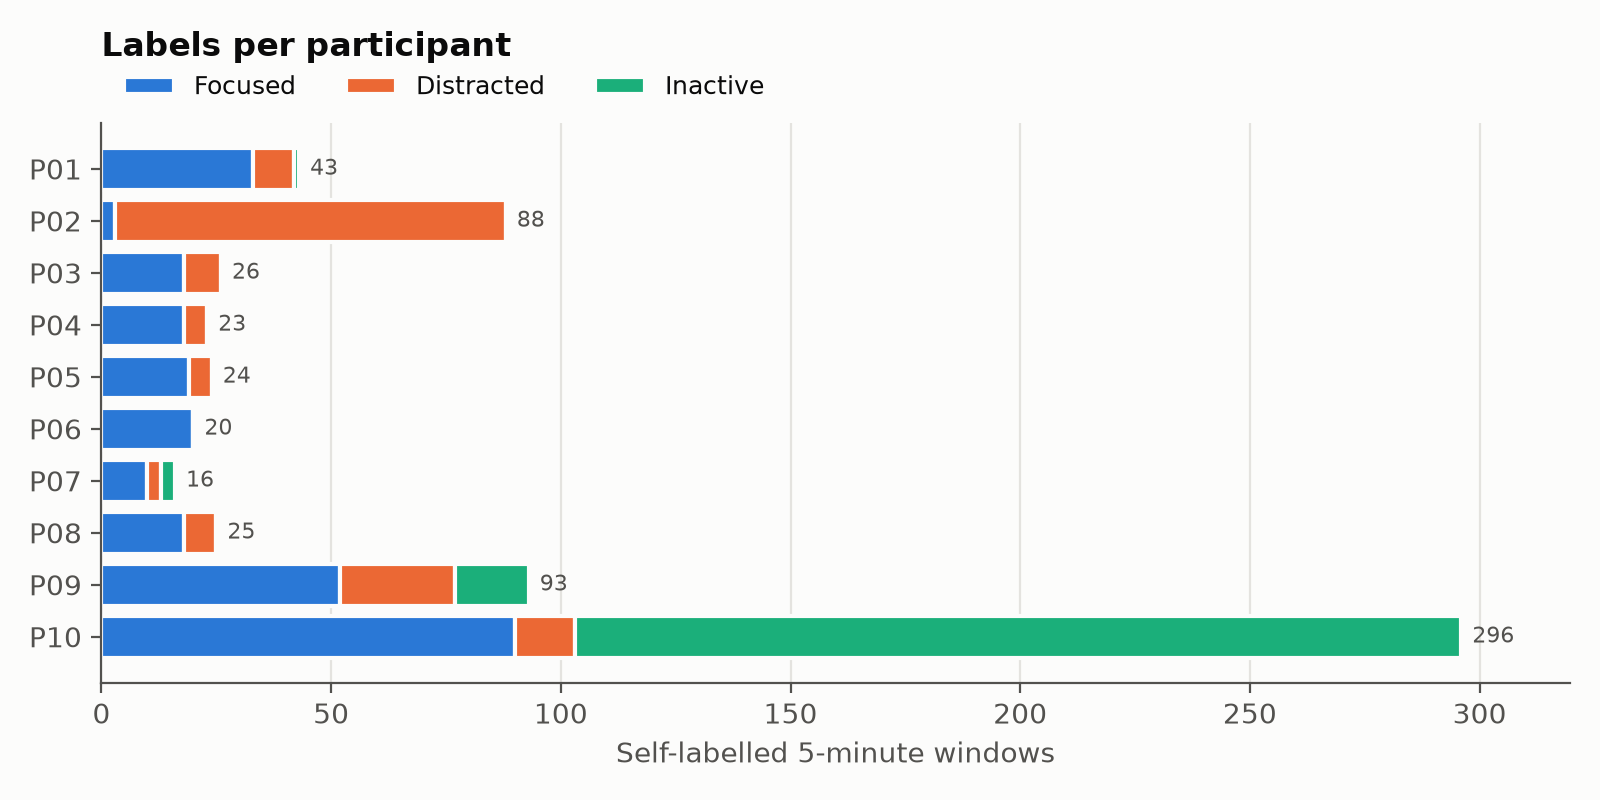 Labels per participant
Focused Distracted Inactive
P01 43
P02 88
P03 26
P04 23
P05 24
P06 20
P07 16
P08 25
P09 93
P10 296
0 50 100 150 200 250 300
Self-labelled 5-minute windows